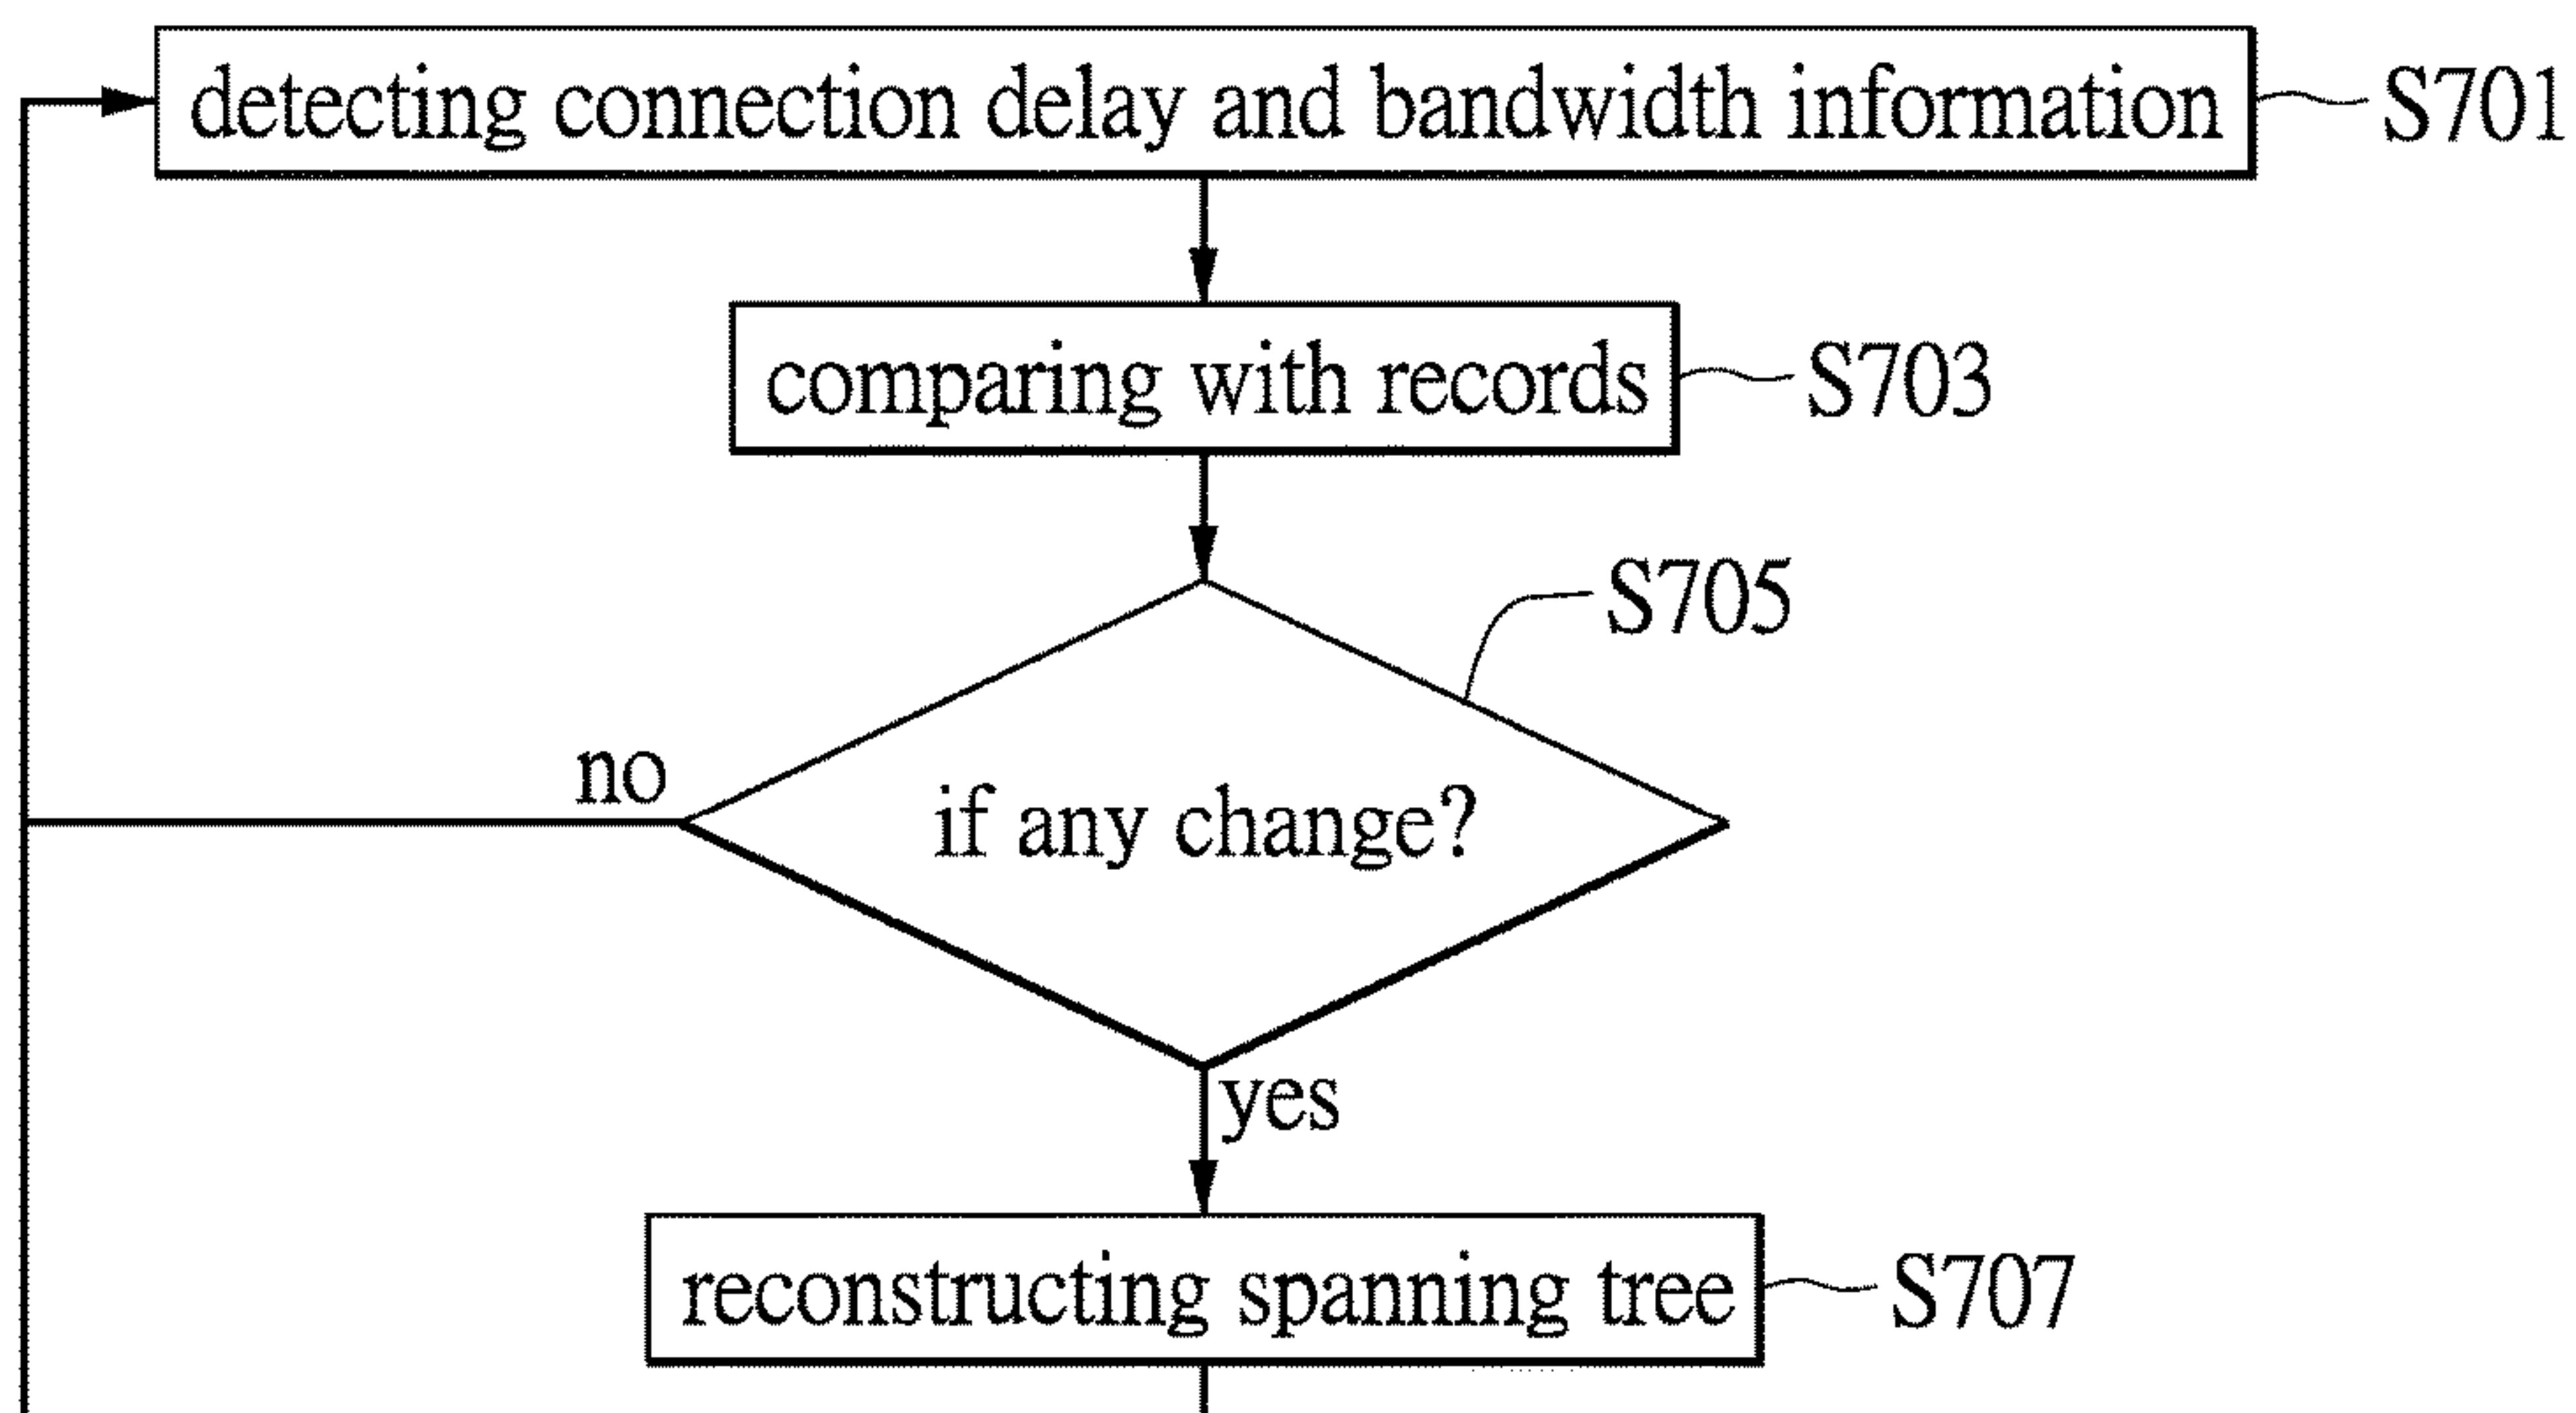 detecting connection delay and bandwidth information
S701
comparing with records
S703
S705
no
if any change?
yes
reconstructing spanning tree
S707